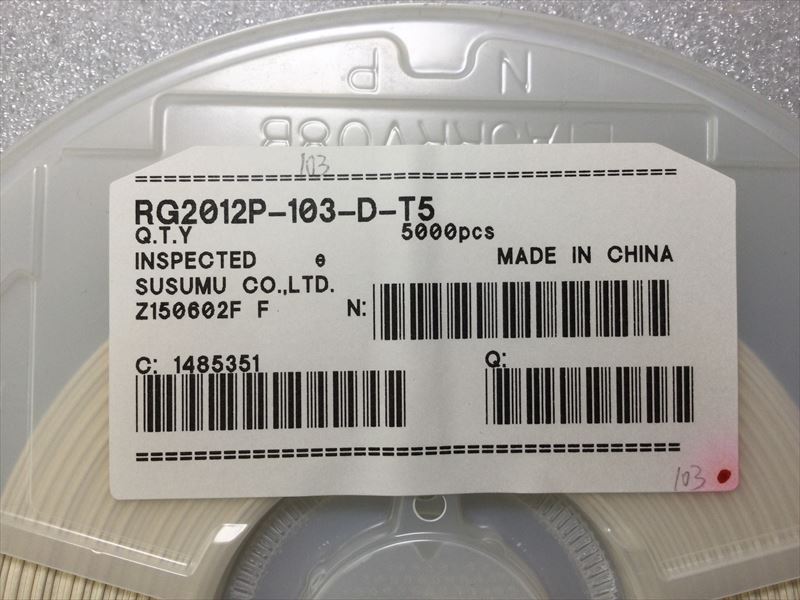 N P
103
RG2012P-103-D-T5
Q.T.Y 5000pcs
INSPECTED e MADE IN CHINA
SUSUMU CO.,LTD.
Z150602F F N:
C: 1485351 Q:
103